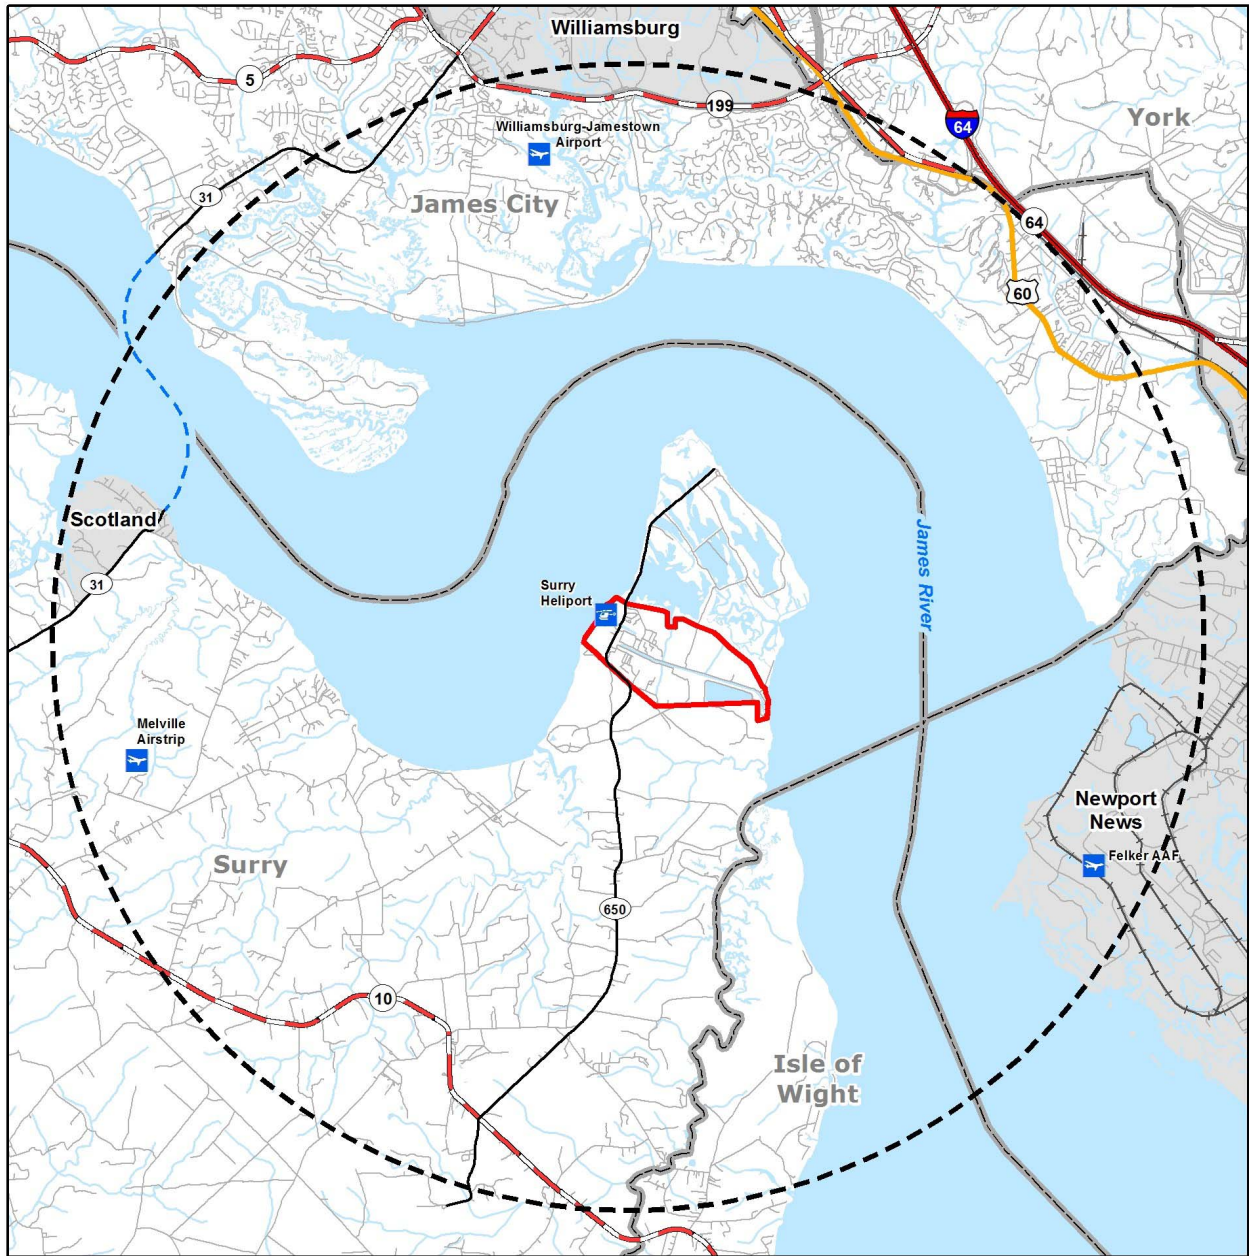 Williamsburg
5
199
64
York
Williamsburg-Jamestown
Airport
31
James City
64
60
Scotland
James River
31
Surry
Heliport
Melville
Airstrip
Newport
News
Surry
Felker AAF
650
10
Isle of
Wight